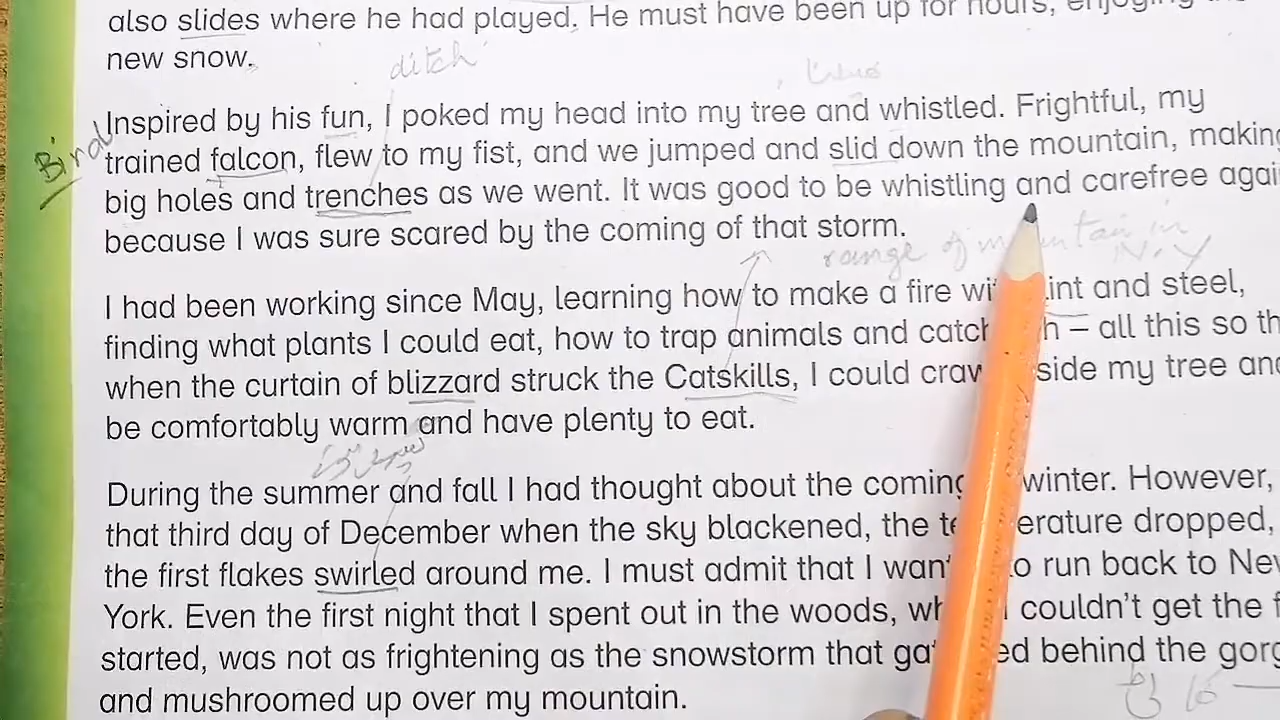 also slides where he had played. He must have been up for hours, enjoying the
new snow.
ditch
Inspired by his fun, I poked my head into my tree and whistled. Frightful, my
Bird
trained falcon, flew to my fist, and we jumped and slid down the mountain, making
big holes and trenches as we went. It was good to be whistling and carefree agai
because I was sure scared by the coming of that storm.
range of mountain in
N.Y
I had been working since May, learning how to make a fire wi int and steel,
finding what plants I could eat, how to trap animals and catch h – all this so th
when the curtain of blizzard struck the Catskills, I could craw side my tree and
be comfortably warm and have plenty to eat.
During the summer and fall I had thought about the coming winter. However,
that third day of December when the sky blackened, the te erature dropped,
the first flakes swirled around me. I must admit that I wan o run back to New
York. Even the first night that I spent out in the woods, wh I couldn't get the f
started, was not as frightening as the snowstorm that ga ed behind the gorg
and mushroomed up over my mountain.